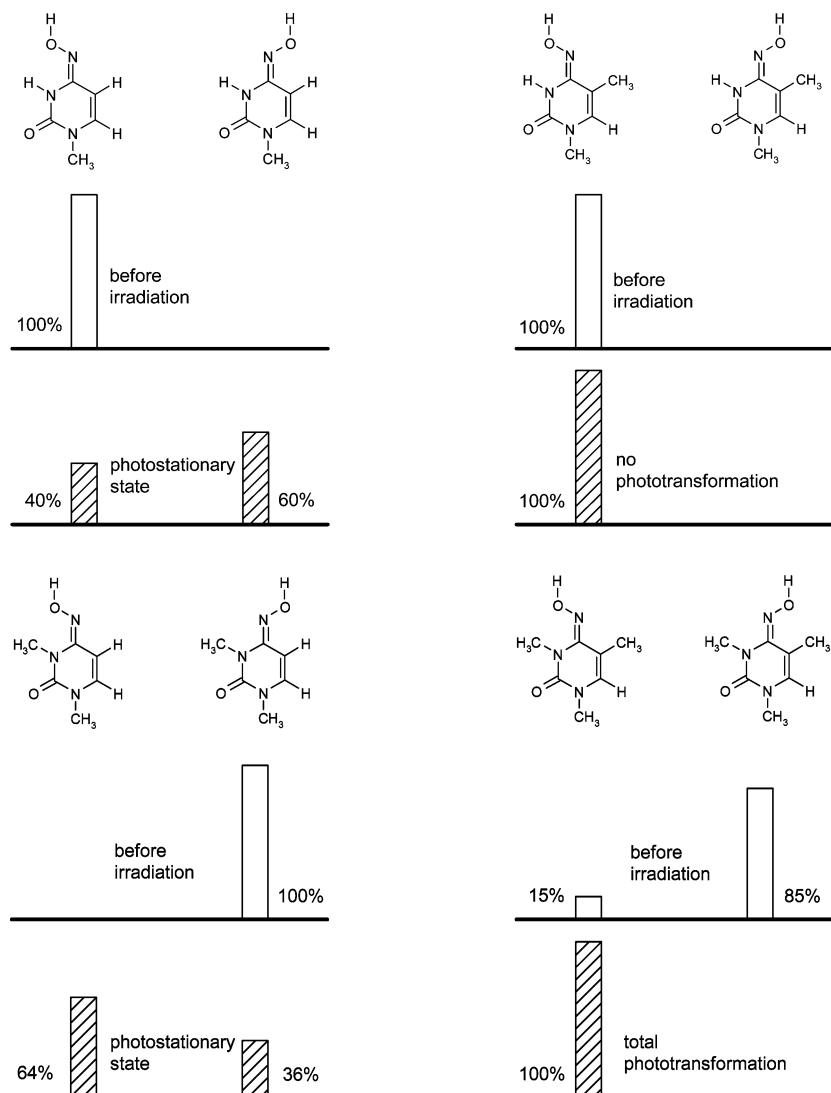 H H H H
O N N O O N N O
H N H H N H H N CH₃ H N CH₃
O N H O N H O N H O N H
CH₃ CH₃ CH₃ CH₃
before
irradiation
100%
before
irradiation
100%
photostationary
state
40%
60%
no
phototransformation
100%
H H H H
O N N O O N N O
H₃C N H H₃C N H H₃C N CH₃ H₃C N CH₃
O N H O N H O N H O N H
CH₃ CH₃ CH₃ CH₃
before
irradiation
100%
before
irradiation
15%
85%
photostationary
state
64%
36%
total
phototransformation
100%